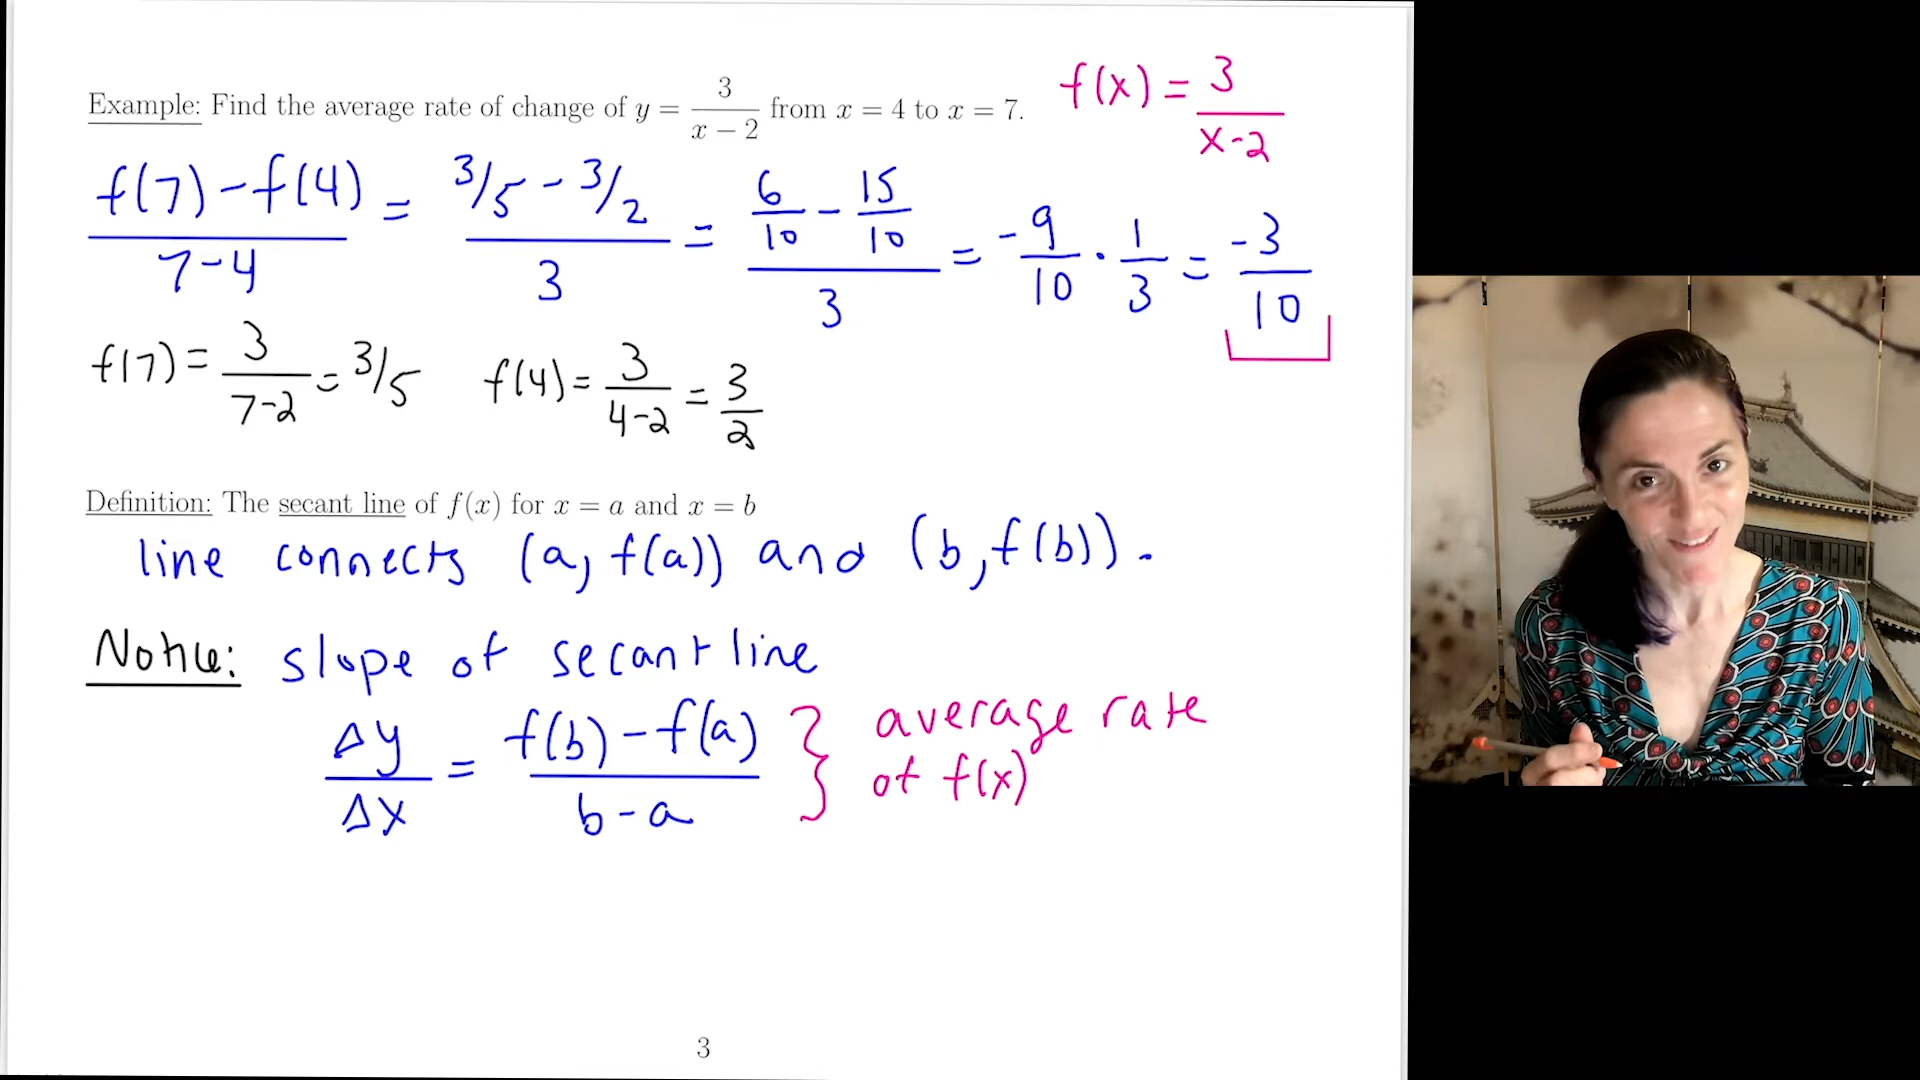 Example: Find the average rate of change of y = 3/(x − 2) from x = 4 to x = 7.
f(x) = 3/(x-2)
(f(7) - f(4))/(7-4) = (3/5 - 3/2)/3 = (6/10 - 15/10)/3 = -9/10 · 1/3 = -3/10
f(7) = 3/(7-2) = 3/5 f(4) = 3/(4-2) = 3/2
Definition: The secant line of f(x) for x = a and x = b
line connects (a, f(a)) and (b, f(b)).
Notice: slope of secant line
Δy/Δx = (f(b) - f(a))/(b-a) } average rate
of f(x)
3